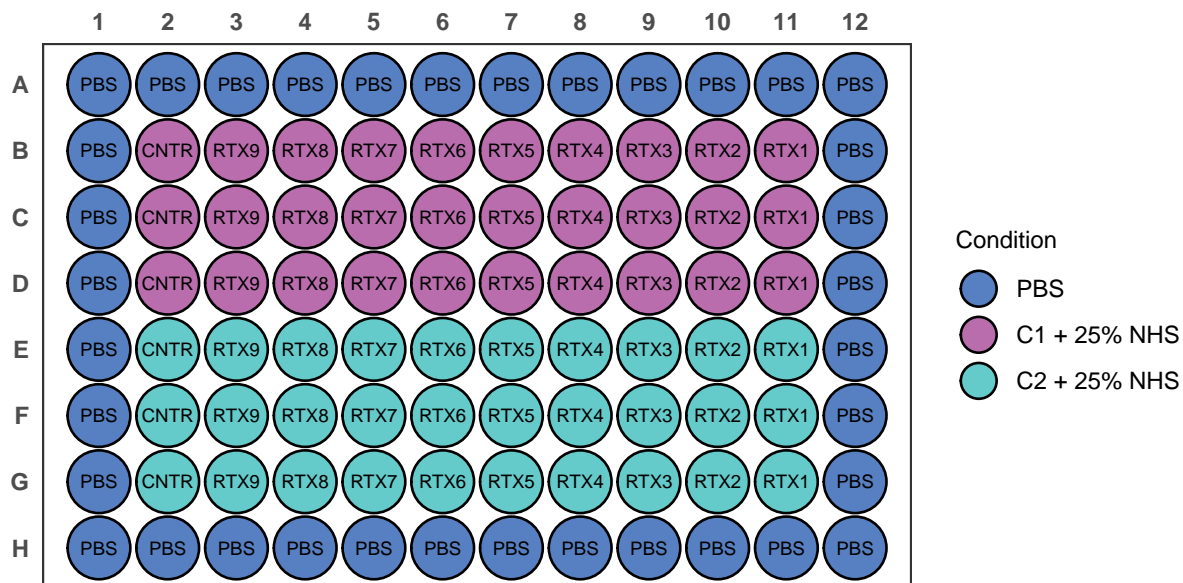 1 2 3 4 5 6 7 8 9 10 11 12
A PBS PBS PBS PBS PBS PBS PBS PBS PBS PBS PBS PBS
B PBS CNTR RTX9 RTX8 RTX7 RTX6 RTX5 RTX4 RTX3 RTX2 RTX1 PBS
C PBS CNTR RTX9 RTX8 RTX7 RTX6 RTX5 RTX4 RTX3 RTX2 RTX1 PBS
D PBS CNTR RTX9 RTX8 RTX7 RTX6 RTX5 RTX4 RTX3 RTX2 RTX1 PBS
E PBS CNTR RTX9 RTX8 RTX7 RTX6 RTX5 RTX4 RTX3 RTX2 RTX1 PBS
F PBS CNTR RTX9 RTX8 RTX7 RTX6 RTX5 RTX4 RTX3 RTX2 RTX1 PBS
G PBS CNTR RTX9 RTX8 RTX7 RTX6 RTX5 RTX4 RTX3 RTX2 RTX1 PBS
H PBS PBS PBS PBS PBS PBS PBS PBS PBS PBS PBS PBS
Condition
PBS
C1 + 25% NHS
C2 + 25% NHS